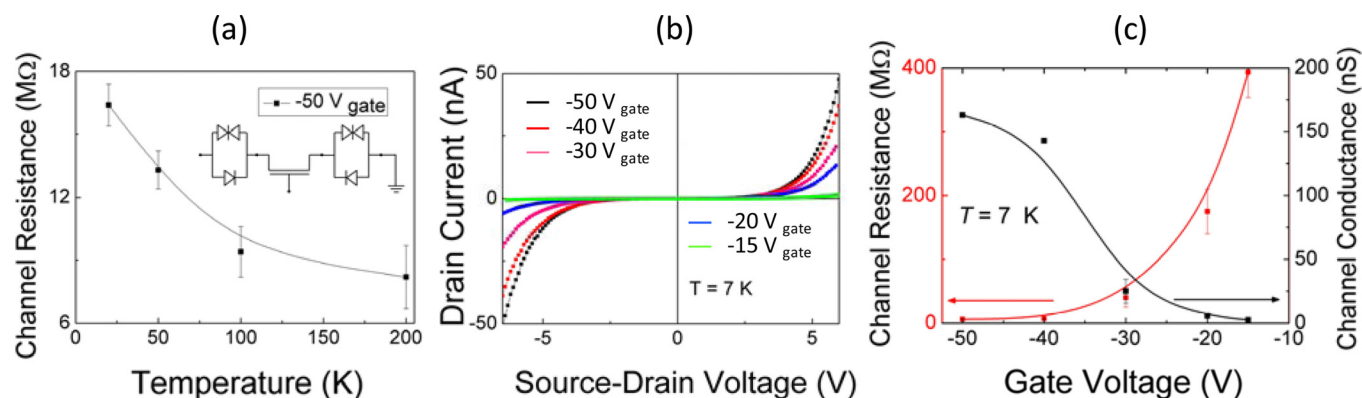 (a)
Channel Resistance (MΩ)
18
15
12
9
6
-50 V gate
0
50
100
150
200
Temperature (K)
(b)
Drain Current (nA)
50
0
-50
-50 V gate
-40 V gate
-30 V gate
-20 V gate
-15 V gate
T = 7 K
-5
0
5
Source-Drain Voltage (V)
(c)
Channel Resistance (MΩ)
400
200
0
T = 7 K
-50
-40
-30
-20
-10
Gate Voltage (V)
200
150
100
50
0
Channel Conductance (nS)